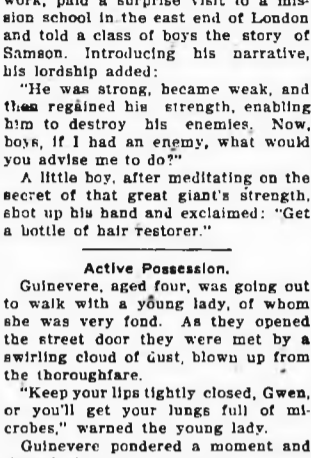 work, paid a surprise visit to a mis-
sion school in the east end of London
and told a class of boys the story of
Samson. Introducing his narrative,
his lordship added:
"He was strong, became weak, and
then regained his strength, enabling
him to destroy his enemies. Now,
boys, if I had an enemy, what would
you advise me to do?"
A little boy, after meditating on the
secret of that great giant's strength,
shot up his hand and exclaimed: "Get
a bottle of hair restorer."
Active Possession.
Guinevere, aged four, was going out
to walk with a young lady, of whom
she was very fond. As they opened
the street door they were met by a
swirling cloud of dust, blown up from
the thoroughfare.
"Keep your lips tightly closed, Gwen,
or you'll get your lungs full of mi-
crobes," warned the young lady.
Guinevere pondered a moment and